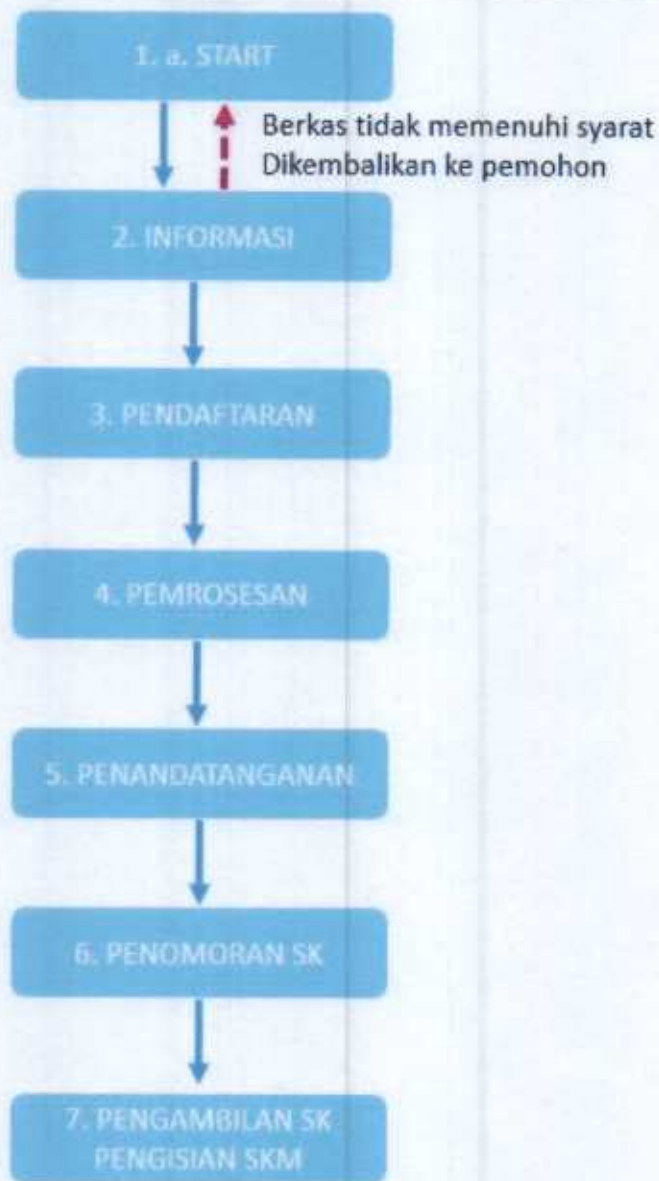 1. a. START
Berkas tidak memenuhi syarat
Dikembalikan ke pemohon
2. INFORMASI
3. PENDAFTARAN
4. PEMROSESAN
5. PENANDATANGANAN
6. PENOMORAN SK
7. PENGAMBILAN SK
PENGISIAN SKM